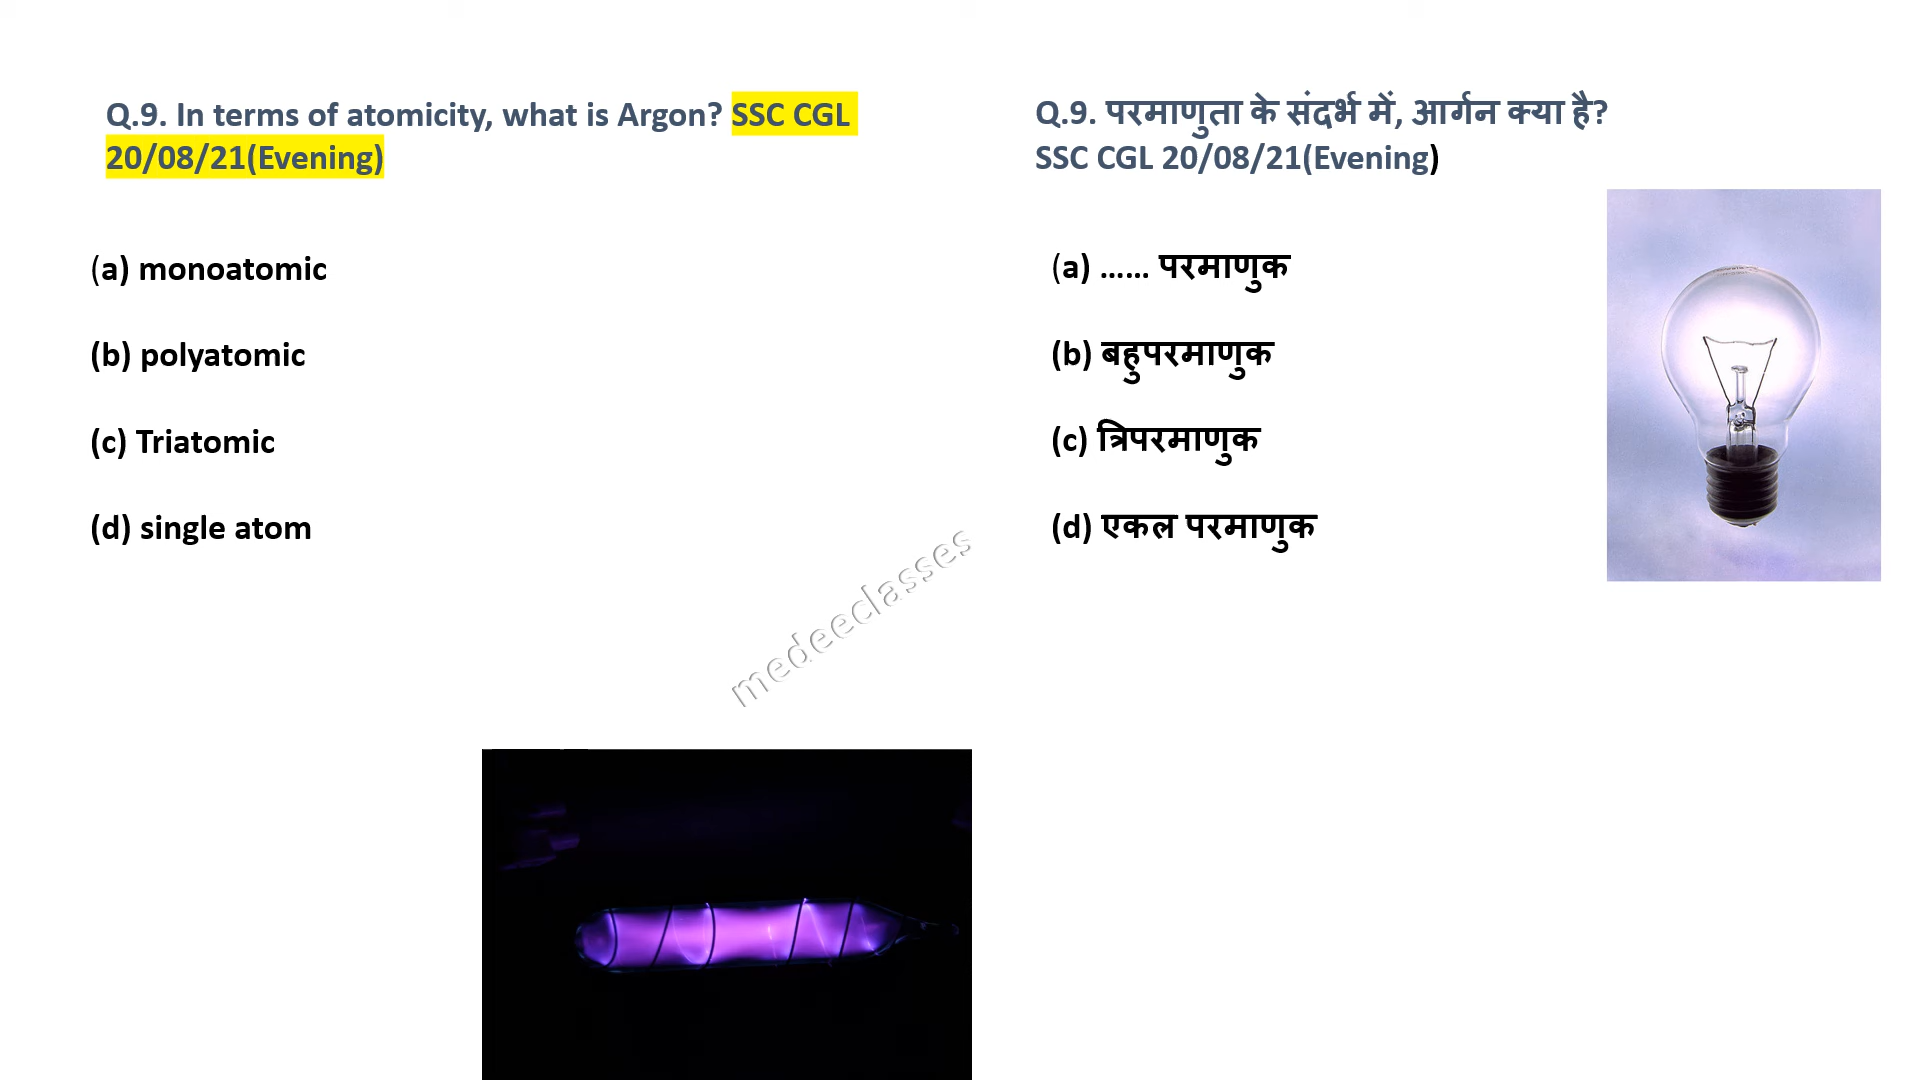 Q.9. In terms of atomicity, what is Argon? SSC CGL
20/08/21(Evening)
(a) monoatomic
(b) polyatomic
(c) Triatomic
(d) single atom
Q.9. परमाणुता के संदर्भ में, आर्गन क्या है?
SSC CGL 20/08/21(Evening)
(a) ...... परमाणुक
(b) बहुपरमाणुक
(c) त्रिपरमाणुक
(d) एकल परमाणुक
medeeclasses